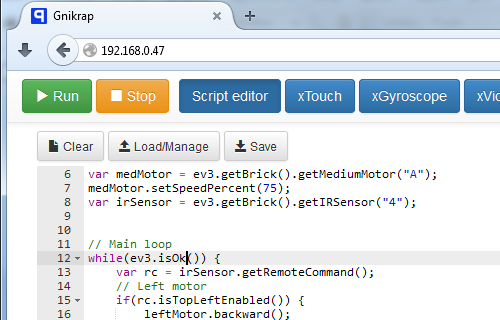 Gnikrap
192.168.0.47
Run Stop Script editor xTouch xGyroscope xVid
Clear Load/Manage Save
6 var medMotor = ev3.getBrick().getMediumMotor("A");
7 medMotor.setSpeedPercent(75);
8 var irSensor = ev3.getBrick().getIRSensor("4");
9
10
11 // Main loop
12 while(ev3.isOk()) {
13 var rc = irSensor.getRemoteCommand();
14 // Left motor
15 if(rc.isTopLeftEnabled()) {
16 leftMotor.backward();